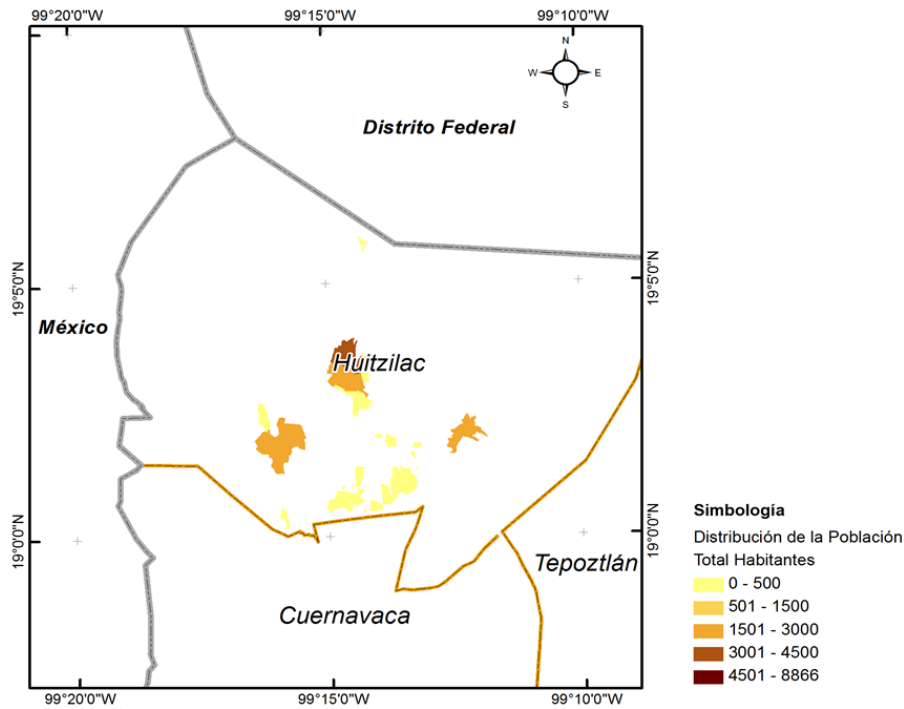 99°20'0"W 99°15'0"W 99°10'0"W
N
W E
S
Distrito Federal
19°5'0"N 19°5'0"N
México
Huitzilac
19°0'0"N 19°0'0"N
Tepoztlán
Cuernavaca
99°20'0"W 99°15'0"W 99°10'0"W
Simbología
Distribución de la Población
Total Habitantes
0 - 500
501 - 1500
1501 - 3000
3001 - 4500
4501 - 8866